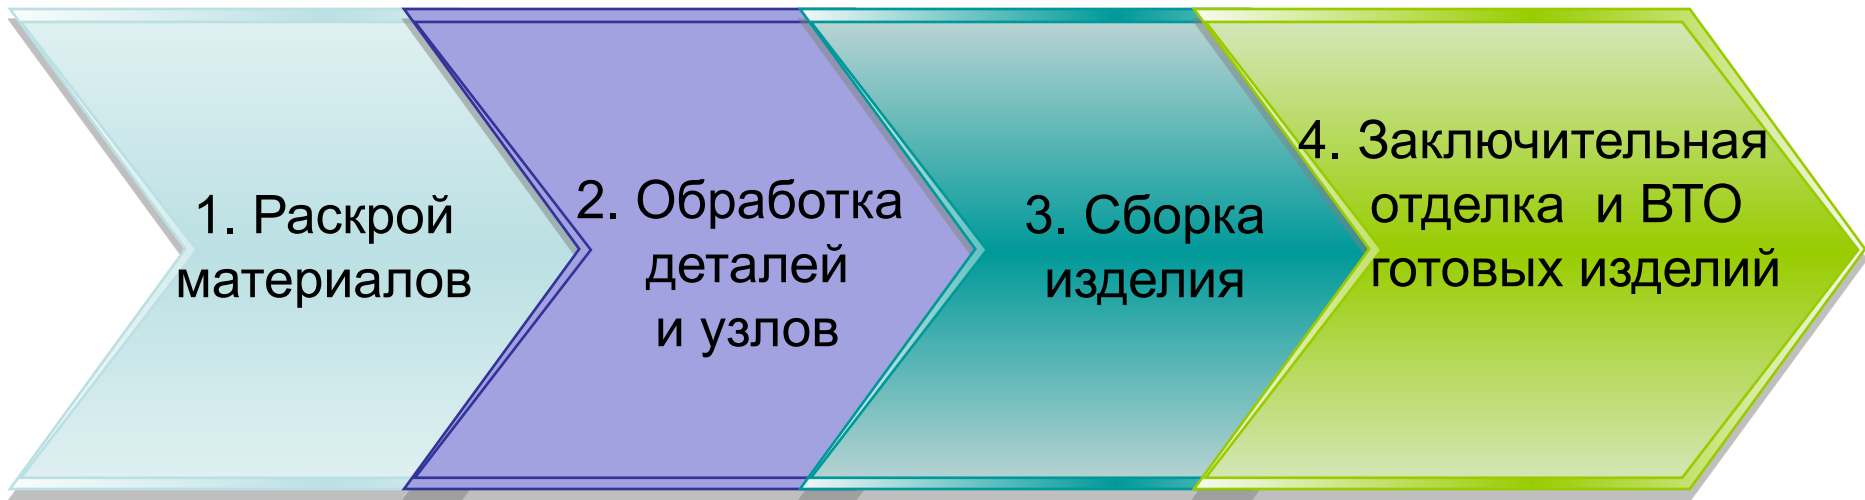 1. Раскрой
материалов
2. Обработка
деталей
и узлов
3. Сборка
изделия
4. Заключительная
отделка  и ВТО
готовых изделий